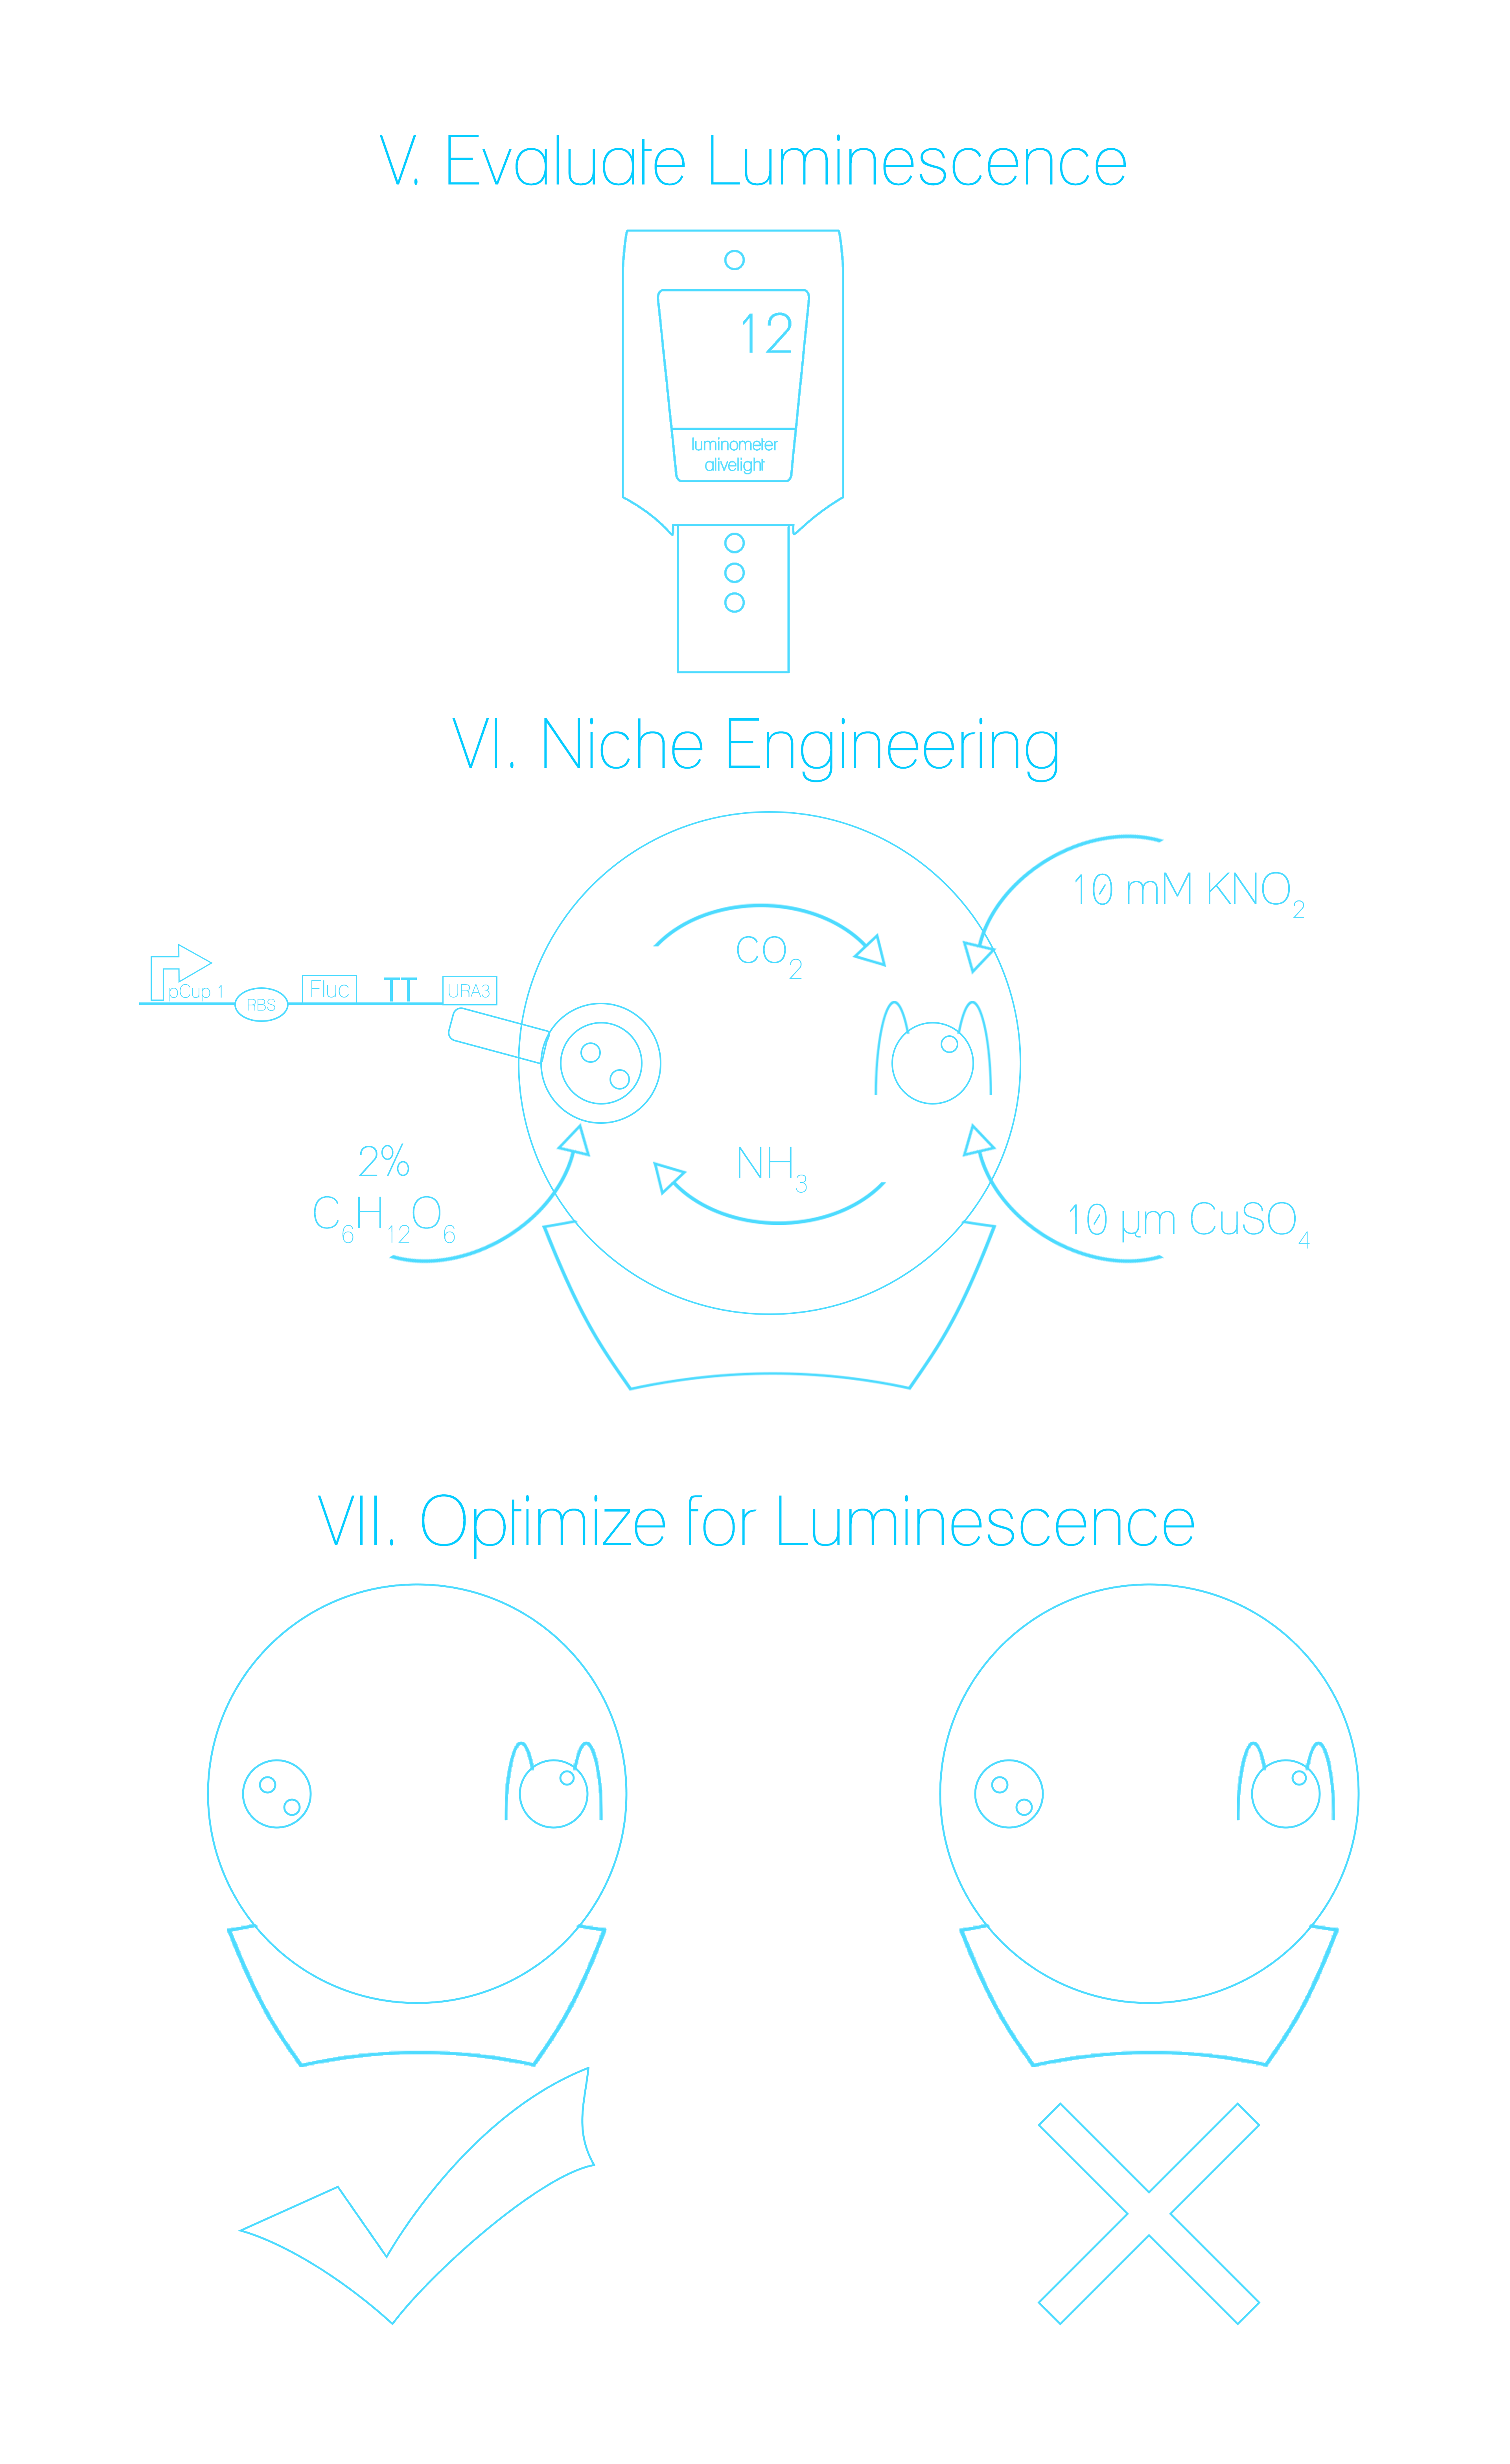 V. Evaluate Luminescence
12
luminometer
alivelight
VI. Niche Engineering
10 mM KNO₂
CO₂
pCup 1 RBS FluC TT URA3
2%
C₆H₁₂O₆
NH₃
10 µm CuSO₄
VII. Optimize for Luminescence